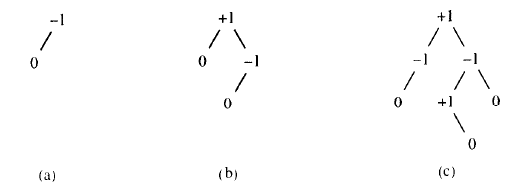 −1 +1 +1
0 0 −1 −1 −1
0 0 +1 0
0
(a) (b) (c)